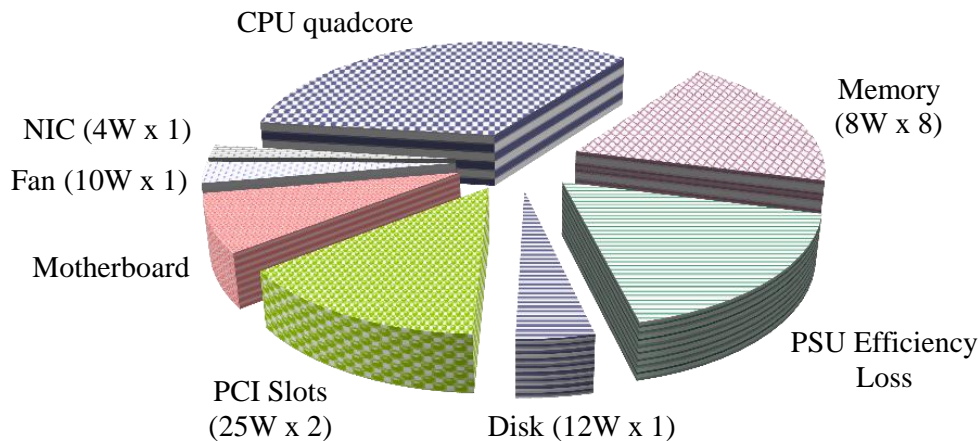 CPU quadcore
Memory
(8W x 8)
NIC (4W x 1)
Fan (10W x 1)
Motherboard
PSU Efficiency
Loss
PCI Slots
(25W x 2)
Disk (12W x 1)